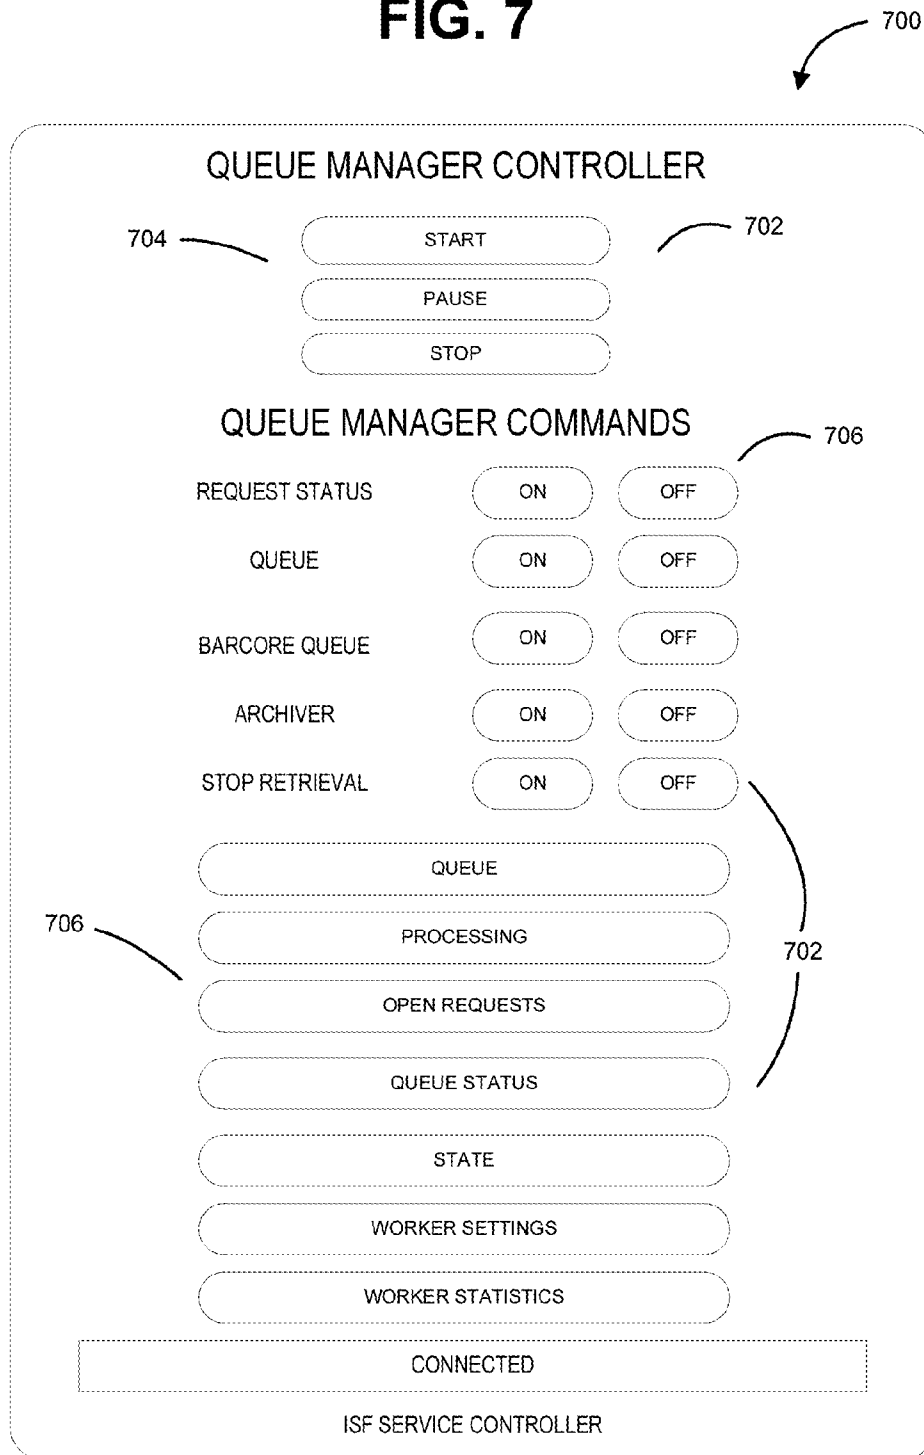 FIG. 7
700
QUEUE MANAGER CONTROLLER
704 START 702
PAUSE
STOP
QUEUE MANAGER COMMANDS
706
REQUEST STATUS ON OFF
QUEUE ON OFF
BARCORE QUEUE ON OFF
ARCHIVER ON OFF
STOP RETRIEVAL ON OFF
QUEUE
706
PROCESSING
702
OPEN REQUESTS
QUEUE STATUS
STATE
WORKER SETTINGS
WORKER STATISTICS
CONNECTED
ISF SERVICE CONTROLLER